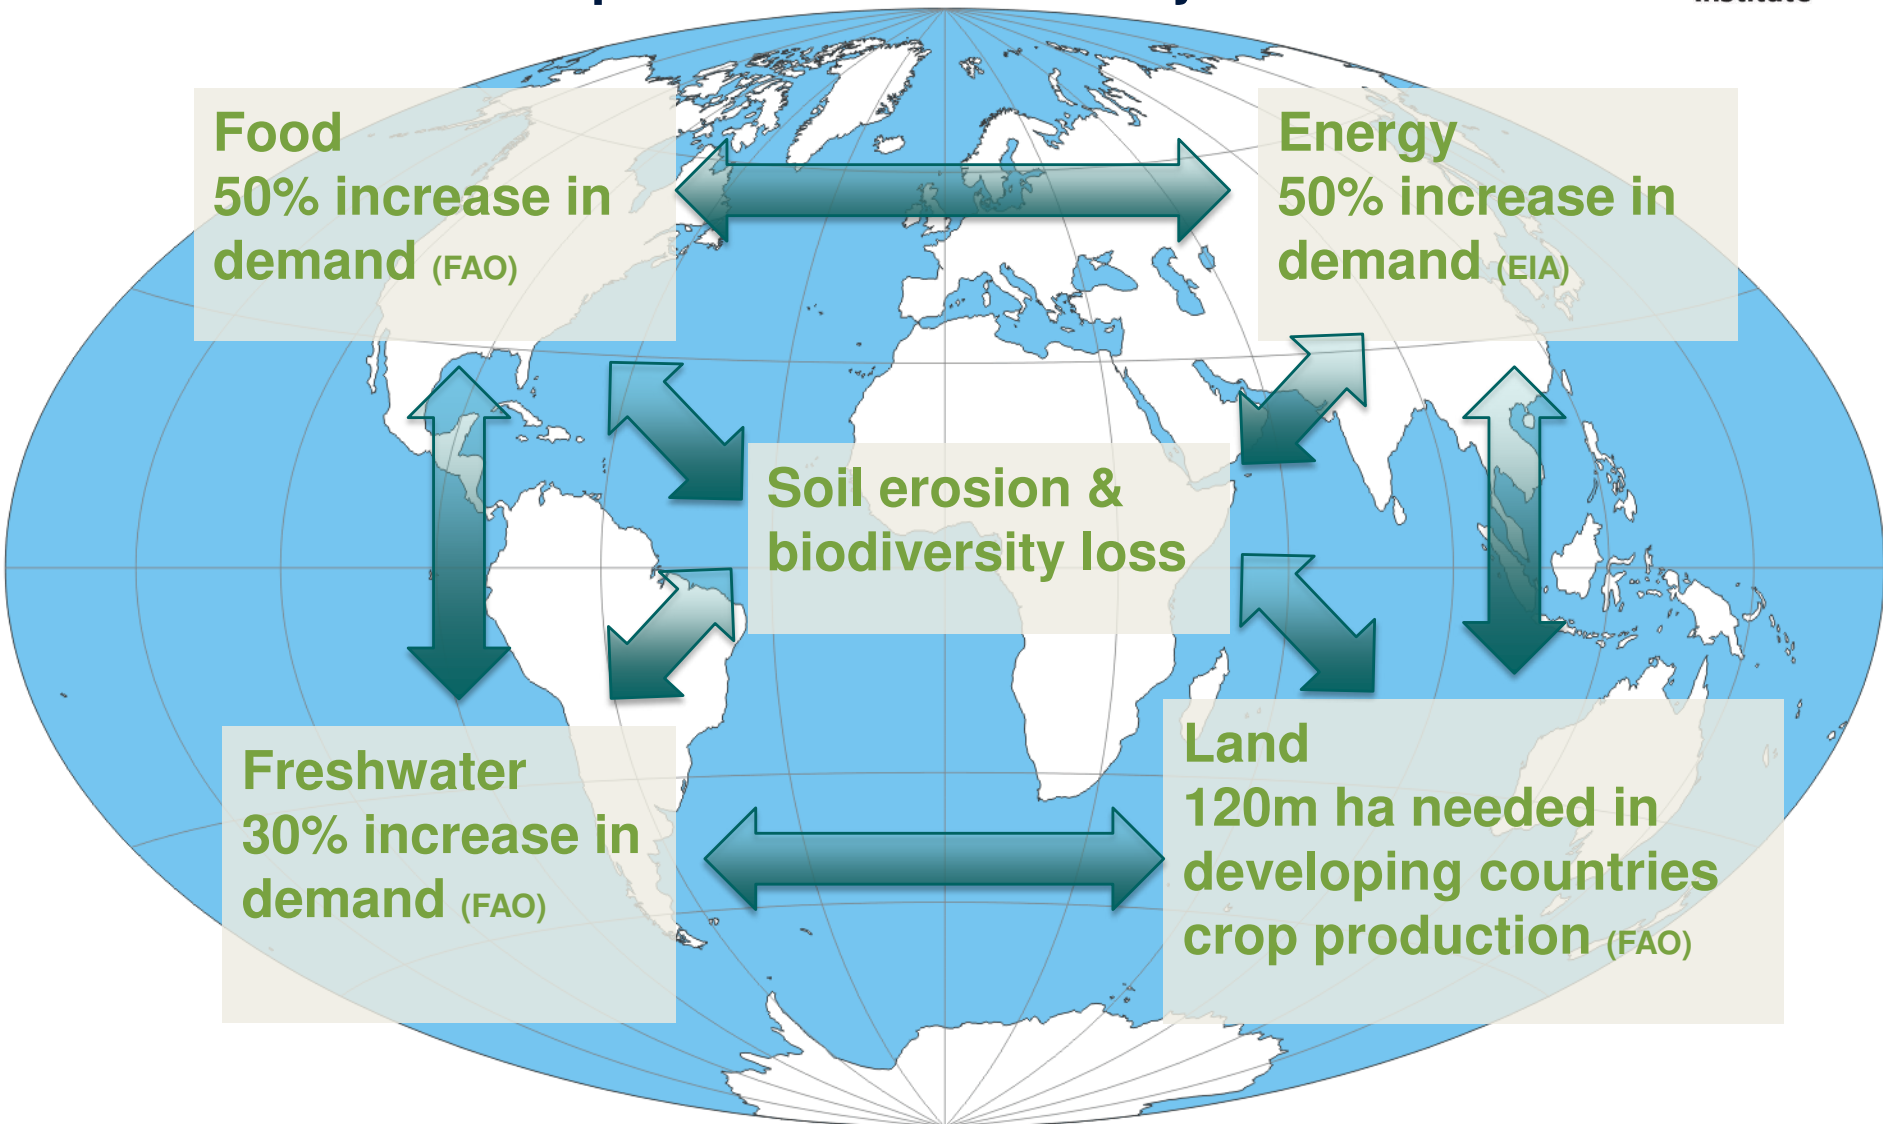 Food
50% increase in
demand (FAO)
Energy
50% increase in
demand (EIA)
Soil erosion &
biodiversity loss
Freshwater
30% increase in
demand (FAO)
Land
120m ha needed in
developing countries
crop production (FAO)